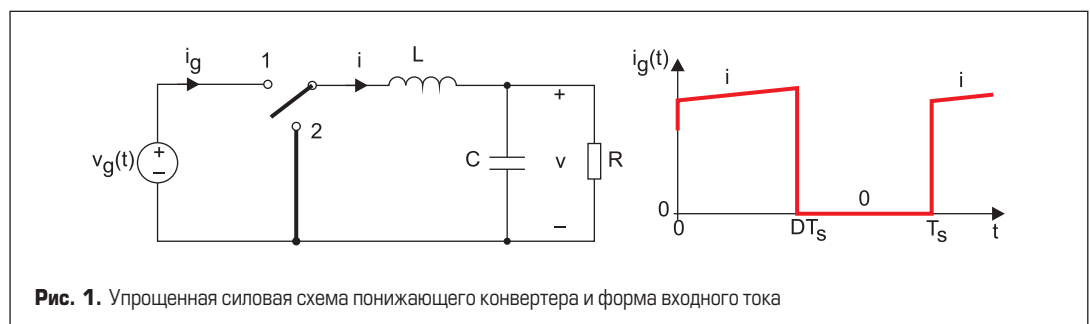 i_g
1
i
L
2
v_g(t)
+
−
C
+
v
−
R
i_g(t)
i
i
0
0
0
DT_s
T_s
t
Рис. 1. Упрощенная силовая схема понижающего конвертера и форма входного тока